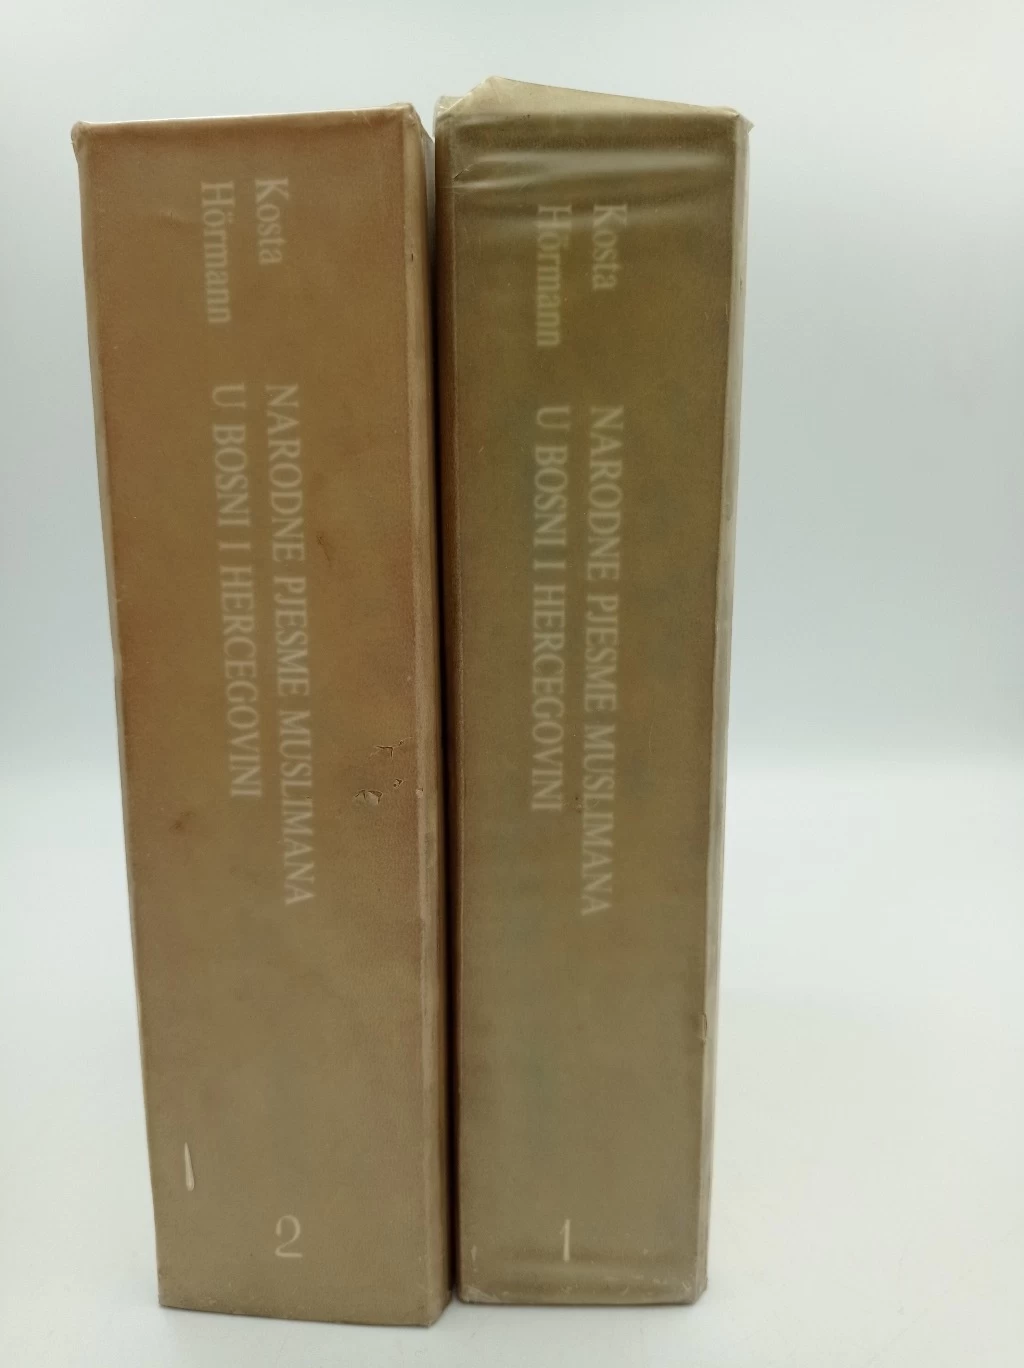 Kosta
Hörmann
NARODNE PJESME MUSLIMANA
U BOSNI I HERCEGOVINI
2
Kosta
Hörmann
NARODNE PJESME MUSLIMANA
U BOSNI I HERCEGOVINI
1